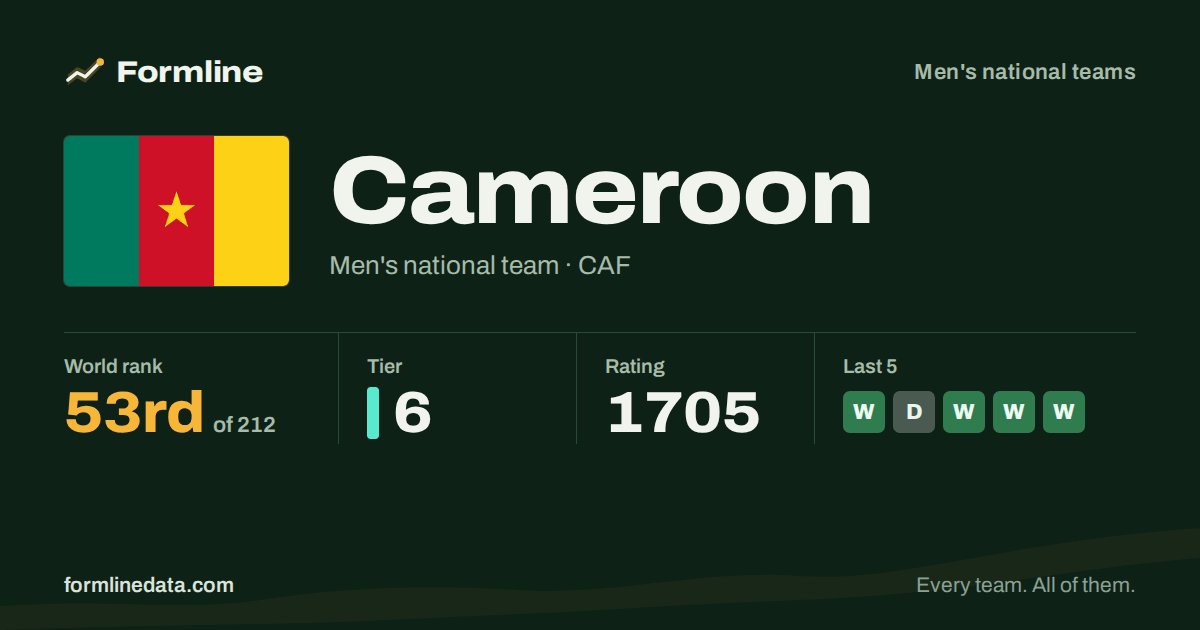 Formline
Men's national teams
Cameroon
Men's national team · CAF
World rank
53rd of 212
Tier
6
Rating
1705
Last 5
W D W W W
formlinedata.com
Every team. All of them.